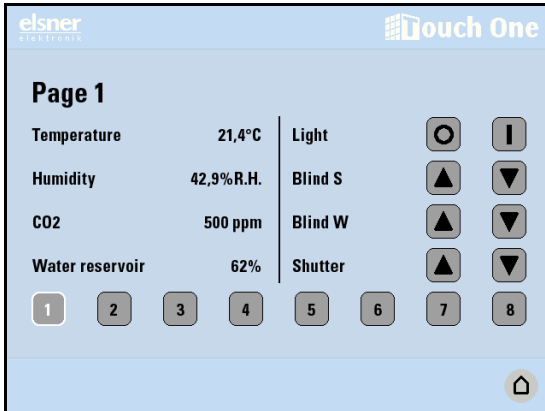 elsner
elektronik
Touch One
Page 1
Temperature 21,4°C Light
Humidity 42,9%R.H. Blind S
CO2 500 ppm Blind W
Water reservoir 62% Shutter
1 2 3 4 5 6 7 8